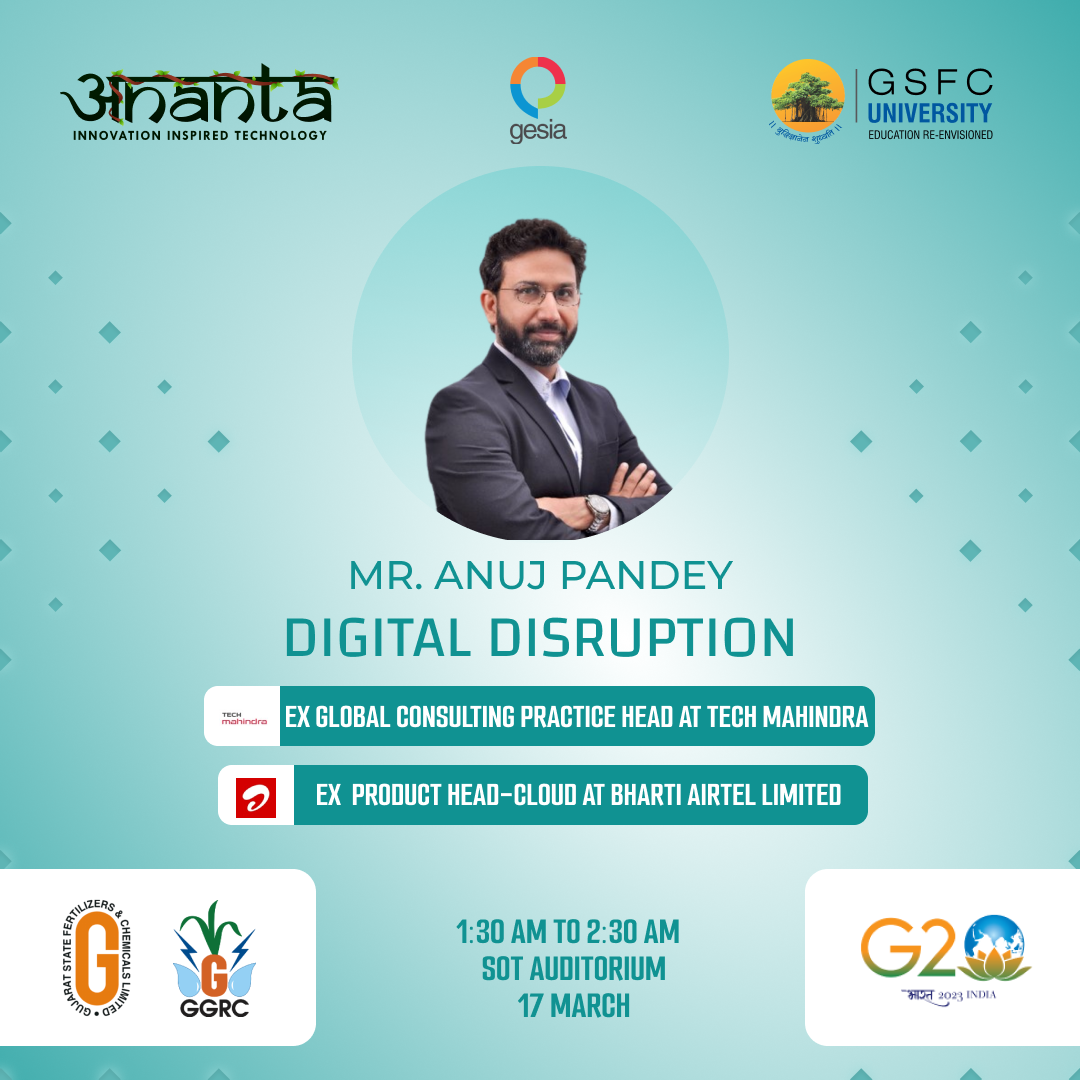 अnanta
INNOVATION INSPIRED TECHNOLOGY
gesia
GSFC
UNIVERSITY
EDUCATION RE-ENVISIONED
MR. ANUJ PANDEY
DIGITAL DISRUPTION
TECH
mahindra
EX GLOBAL CONSULTING PRACTICE HEAD AT TECH MAHINDRA
EX PRODUCT HEAD-CLOUD AT BHARTI AIRTEL LIMITED
GUJARAT STATE FERTILIZERS & CHEMICALS LIMITED •
G
G
GGRC
1:30 AM TO 2:30 AM
SOT AUDITORIUM
17 MARCH
G20
भारत 2023 INDIA